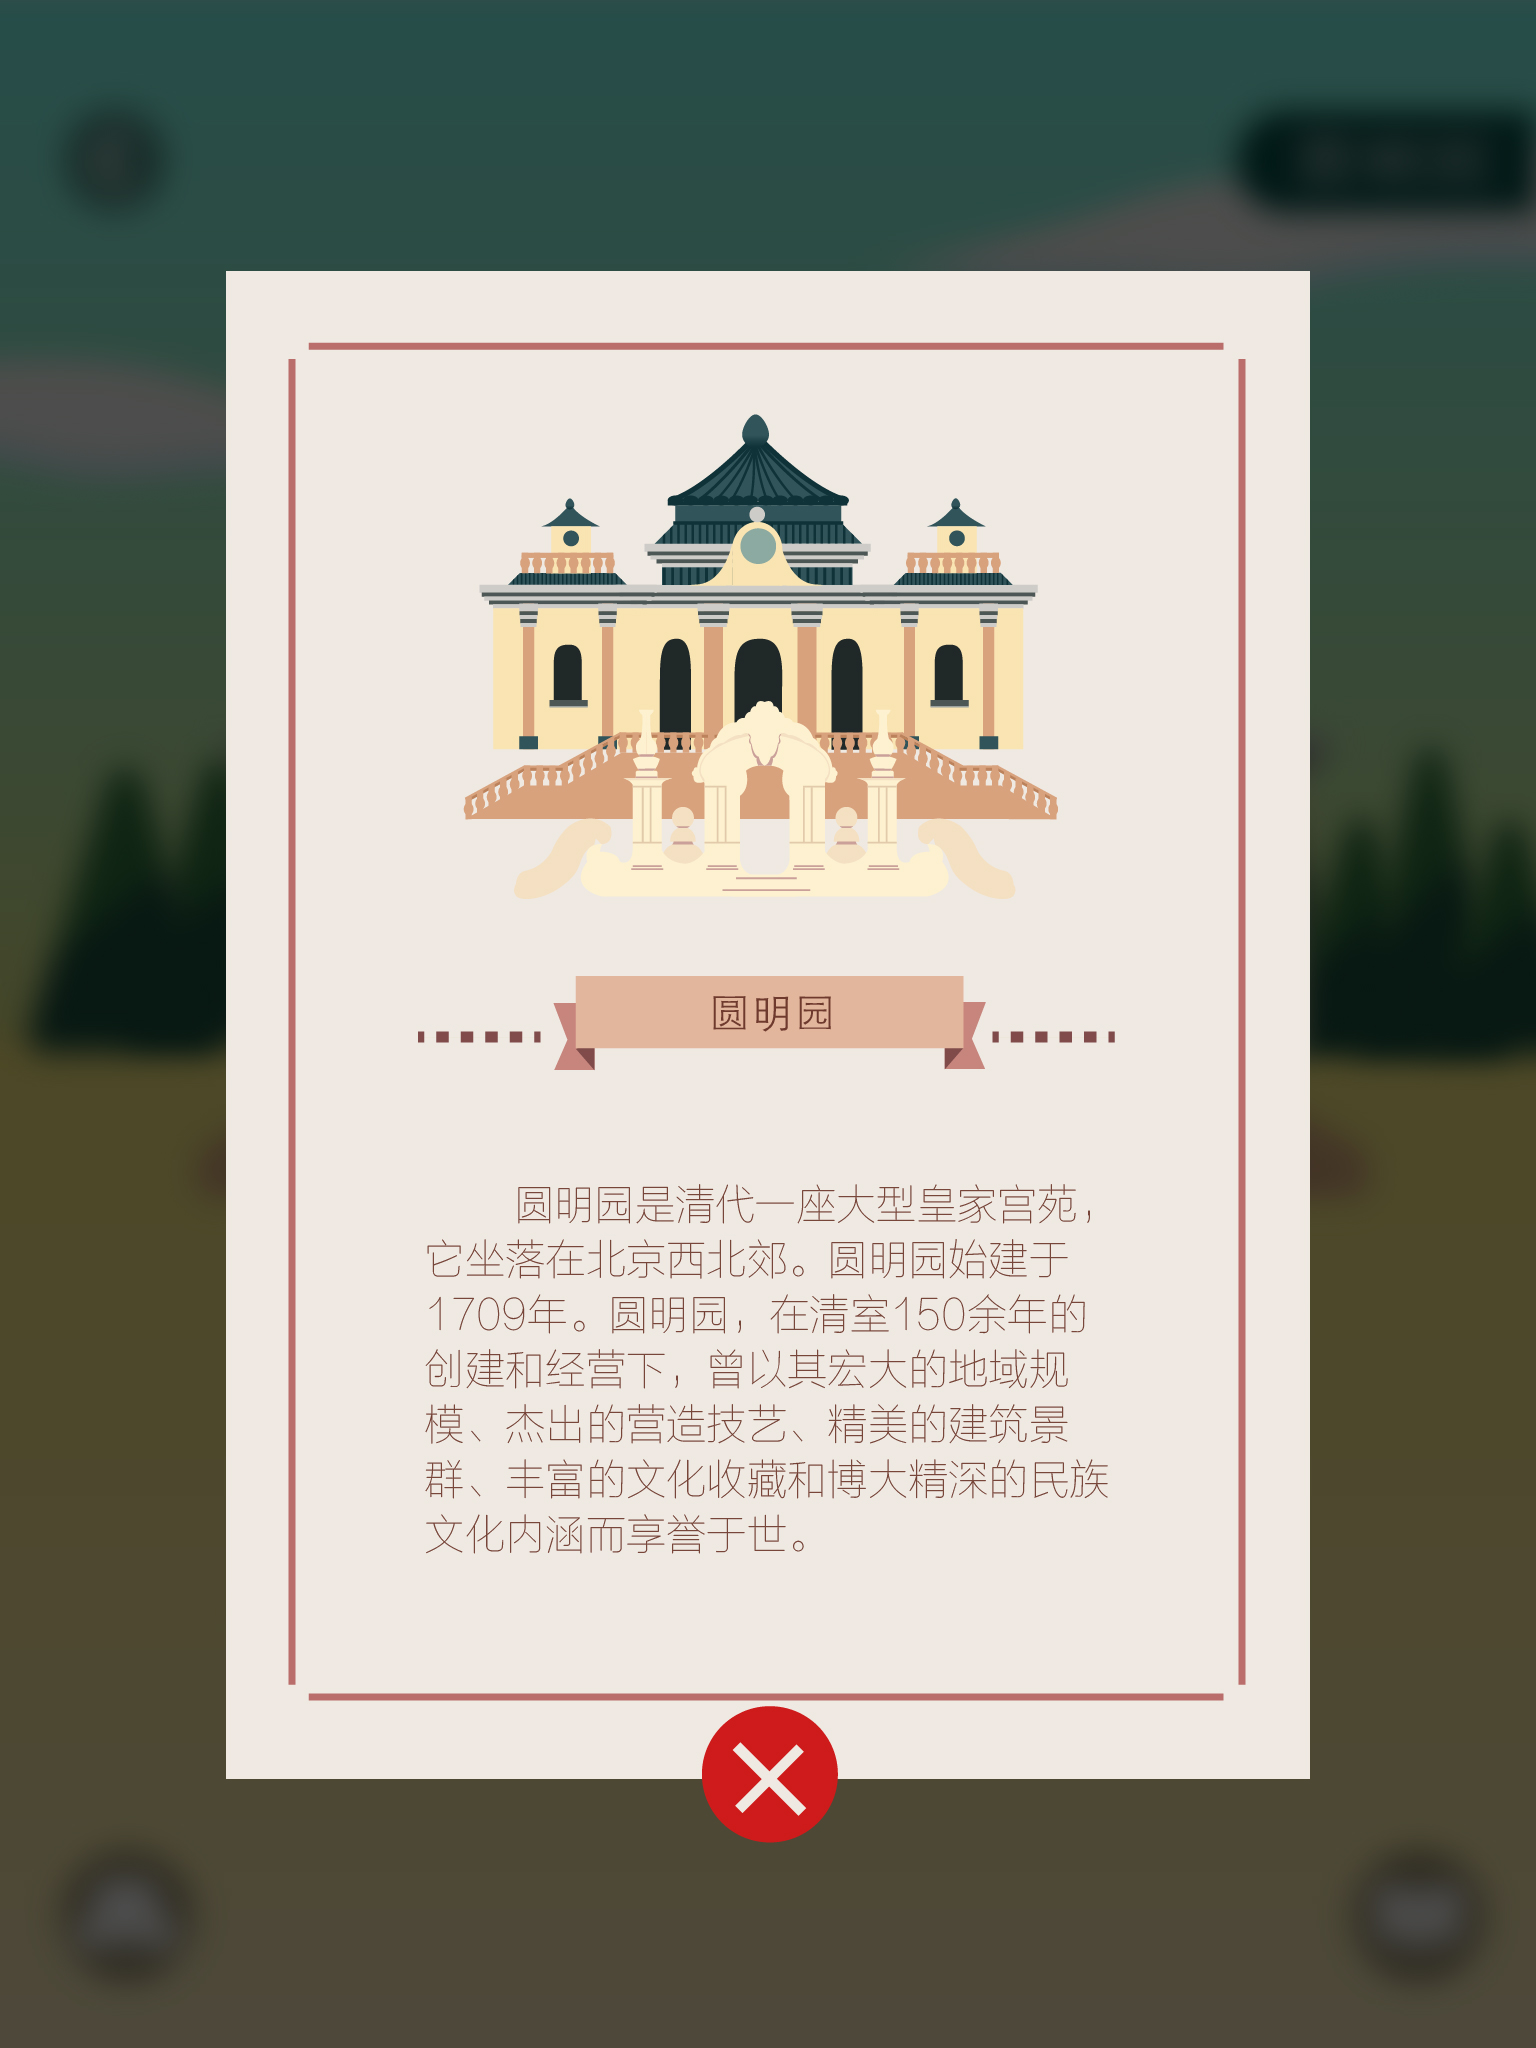 圆明园
圆明园是清代一座大型皇家宫苑，
它坐落在北京西北郊。圆明园始建于
1709年。圆明园，在清室150余年的
创建和经营下，曾以其宏大的地域规
模、杰出的营造技艺、精美的建筑景
群、丰富的文化收藏和博大精深的民族
文化内涵而享誉于世。